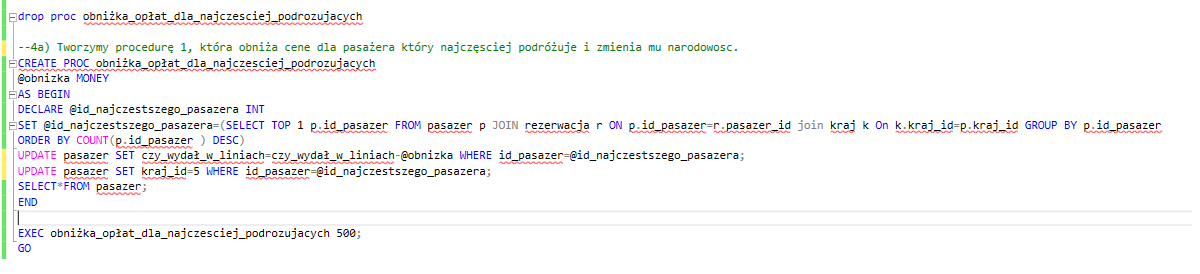 drop proc obniżka_opłat_dla_najczesciej_podrozujacych
--4a) Tworzymy procedurę 1, która obniża cene dla pasażera który najczęsciej podróżuje i zmienia mu narodowosc.
CREATE PROC obniżka_opłat_dla_najczesciej_podrozujacych
@obnizka MONEY
AS BEGIN
DECLARE @id_najczestszego_pasazera INT
SET @id_najczestszego_pasazera=(SELECT TOP 1 p.id_pasazer FROM pasazer p JOIN rezerwacja r ON p.id_pasazer=r.pasazer_id join kraj k On k.kraj_id=p.kraj_id GROUP BY p.id_pasazer
ORDER BY COUNT(p.id_pasazer ) DESC)
UPDATE pasazer SET czy_wydał_w_liniach=czy_wydał_w_liniach-@obnizka WHERE id_pasazer=@id_najczestszego_pasazera;
UPDATE pasazer SET kraj_id=5 WHERE id_pasazer=@id_najczestszego_pasazera;
SELECT*FROM pasazer;
END
EXEC obniżka_opłat_dla_najczesciej_podrozujacych 500;
GO